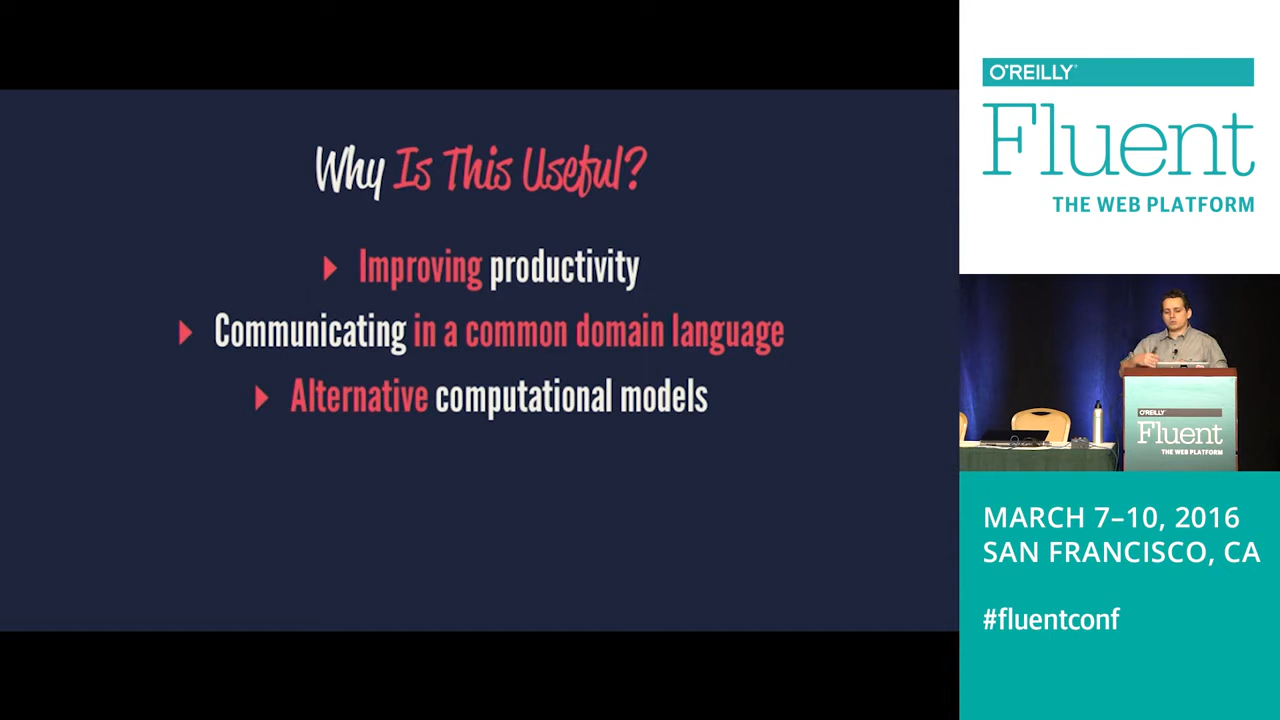 Why Is This Useful?
Improving productivity
Communicating in a common domain language
Alternative computational models
O'REILLY®
Fluent
THE WEB PLATFORM
O'REILLY
Fluent
THE WEB PLATFORM
MARCH 7–10, 2016
SAN FRANCISCO, CA
#fluentconf